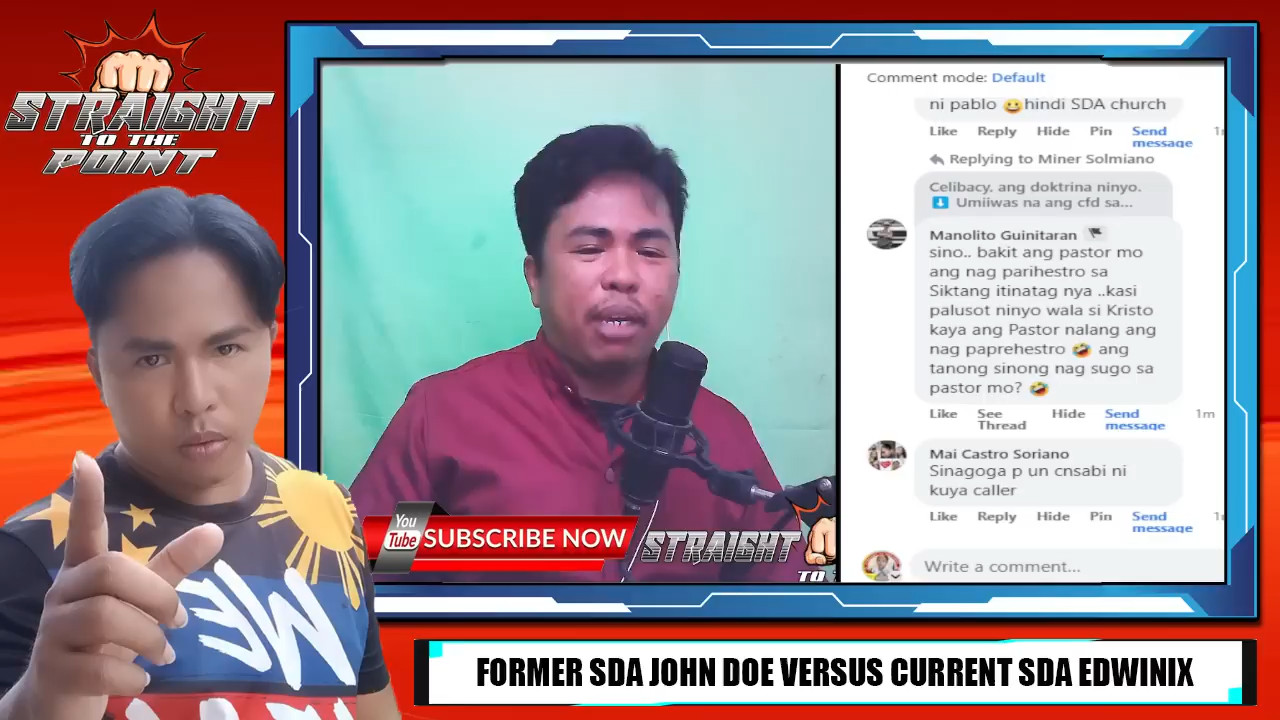 STRAIGHT
TO THE
POINT
Comment mode: Default
ni pablo 😀hindi SDA church
Like Reply Hide Pin Send message
Replying to Miner Solmiano
Celibacy, ang doktrina ninyo.
⬇️ Umiiwas na ang cfd sa...
Manolito Guinitaran
sino.. bakit ang pastor mo
ang nag parihestro sa
Siktang itinatag nya ..kasi
palusot ninyo wala si Kristo
kaya ang Pastor nalang ang
nag paprehestro 🤣 ang
tanong sinong nag sugo sa
pastor mo? 🤣
Like See Thread Hide Send message 1m
Mai Castro Soriano
Sinagoga p un cnsabi ni
kuya caller
Like Reply Hide Pin Send message
Write a comment...
You
Tube
SUBSCRIBE NOW
STRAIGHT
TO
ME
FORMER SDA JOHN DOE VERSUS CURRENT SDA EDWINIX